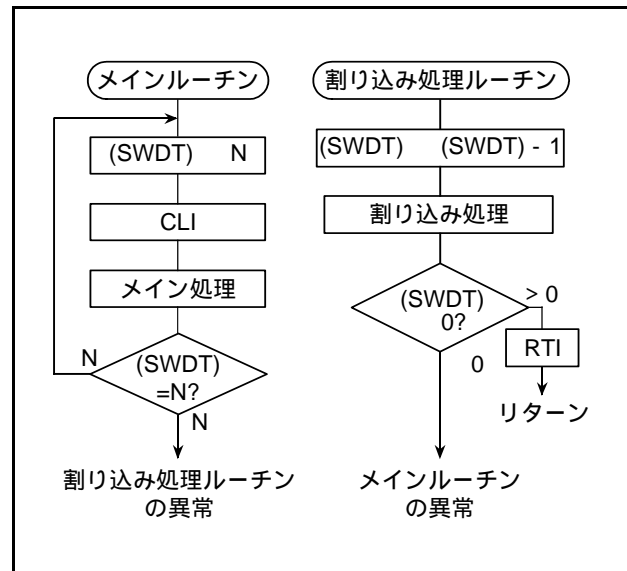 メインルーチン
(SWDT) N
CLI
メイン処理
(SWDT)
=N?
N
N
割り込み処理ルーチン
の異常
割り込み処理ルーチン
(SWDT) (SWDT) - 1
割り込み処理
(SWDT)
0?
> 0
0
RTI
リターン
メインルーチン
の異常